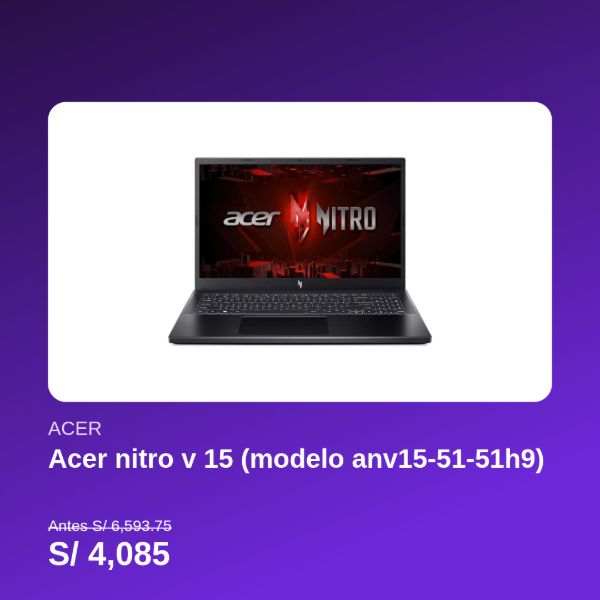 acer NITRO
ACER
Acer nitro v 15 (modelo anv15-51-51h9)
Antes S/ 6,593.75
S/ 4,085